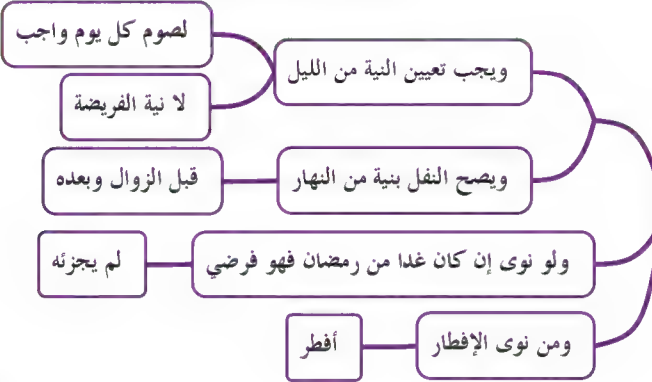 ويجب تعيين النية من الليل
لصوم كل يوم واجب
لا نية الفريضة
ويصح النفل بنية من النهار
قبل الزوال وبعده
ولو نوى إن كان غدا من رمضان فهو فرضي
لم يجزئه
ومن نوى الإفطار
أفطر